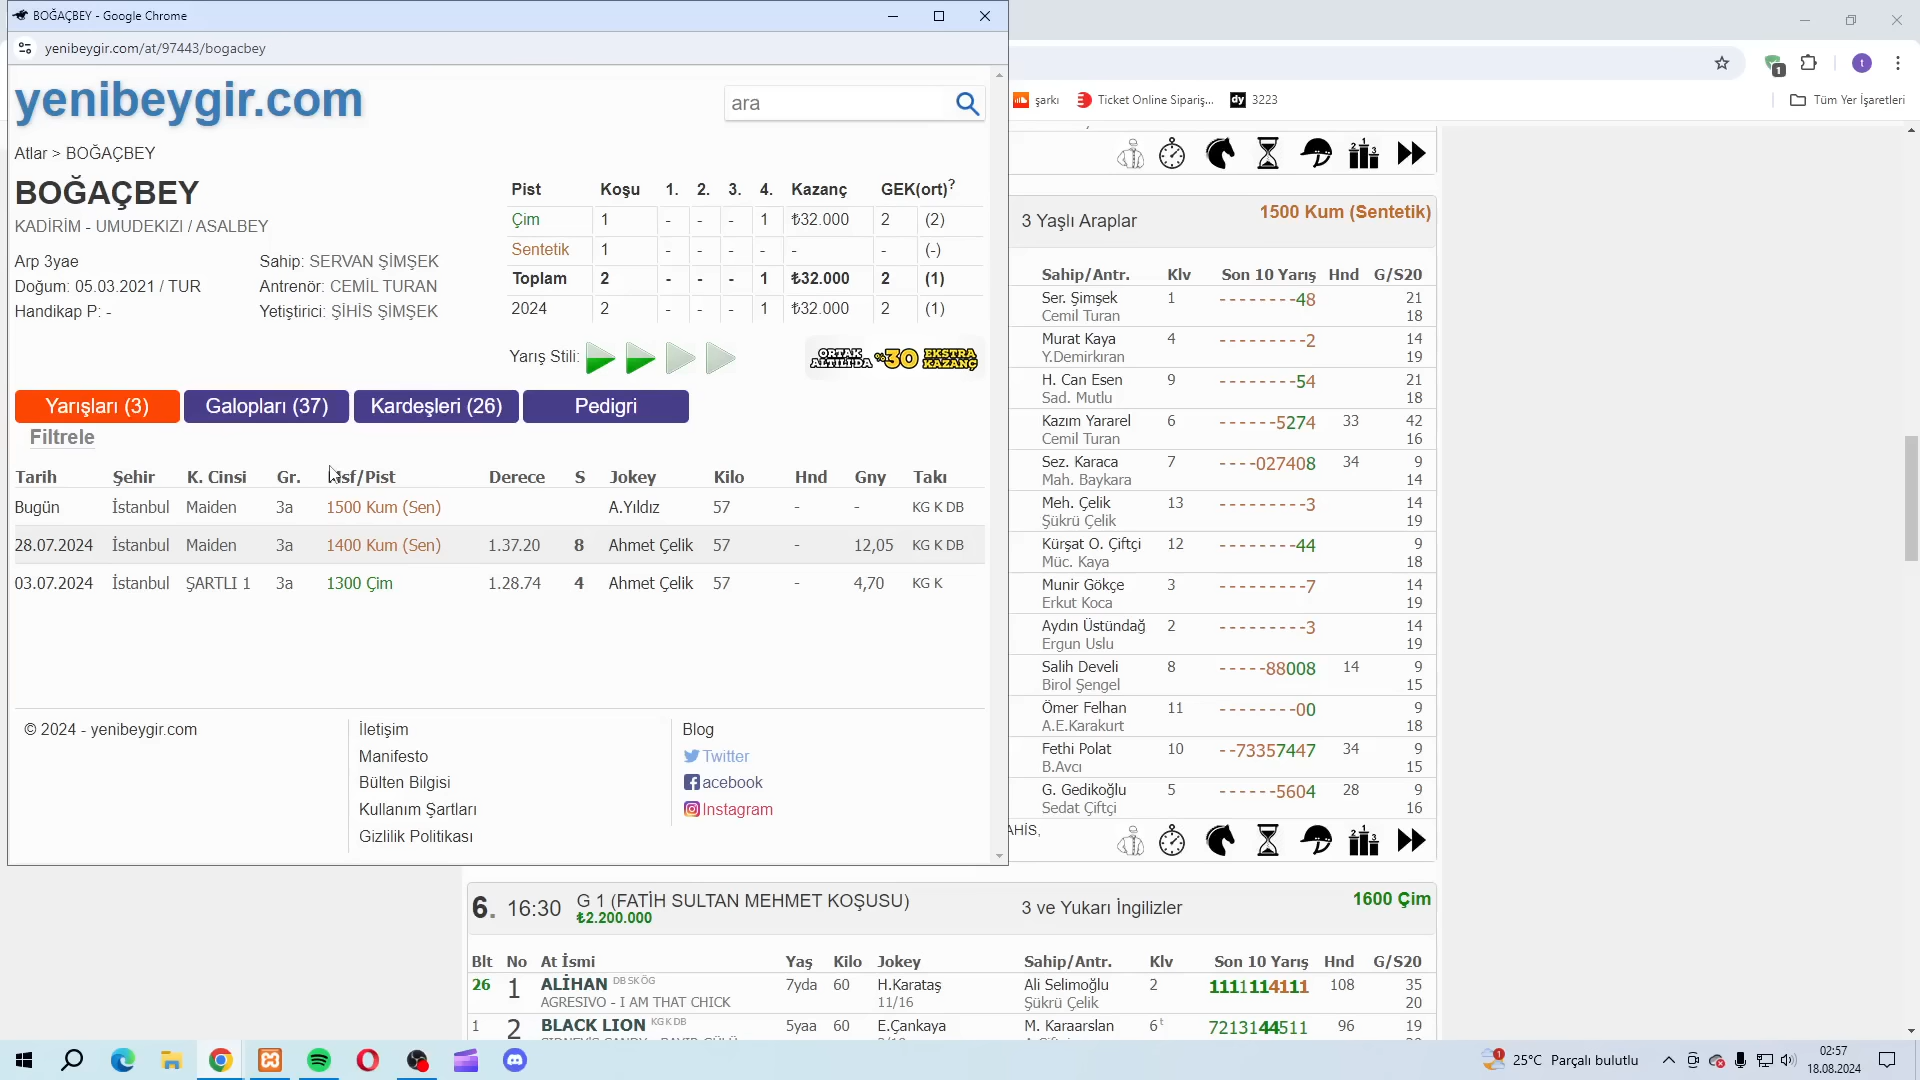 BOĞAÇBEY - Google Chrome
yenibeygir.com/at/97443/bogacbey
yenibeygir.com
ara
Atlar > BOĞAÇBEY
BOĞAÇBEY
KADİRİM - UMUDEKIZI / ASALBEY
Arp 3yae
Doğum: 05.03.2021 / TUR
Handikap P: -
Sahip: SERVAN ŞİMŞEK
Antrenör: CEMİL TURAN
Yetiştirici: ŞİHİS ŞİMŞEK
Pist Koşu 1. 2. 3. 4. Kazanç GEK(ort)?
Çim 1 - - - 1 ₺32.000 2 (2)
Sentetik 1 - - - - - - (-)
Toplam 2 - - - 1 ₺32.000 2 (1)
2024 2 - - - 1 ₺32.000 2 (1)
Yarış Stili:
ORTAK ALTILI'DA %30 EKSTRA KAZANÇ
Yarışları (3) Galopları (37) Kardeşleri (26) Pedigri
Filtrele
Tarih Şehir K. Cinsi Gr. Msf/Pist Derece S Jokey Kilo Hnd Gny Takı
Bugün İstanbul Maiden 3a 1500 Kum (Sen) A.Yıldız 57 - - KG K DB
28.07.2024 İstanbul Maiden 3a 1400 Kum (Sen) 1.37.20 8 Ahmet Çelik 57 - 12,05 KG K DB
03.07.2024 İstanbul ŞARTLI 1 3a 1300 Çim 1.28.74 4 Ahmet Çelik 57 - 4,70 KG K
© 2024 - yenibeygir.com
İletişim
Manifesto
Bülten Bilgisi
Kullanım Şartları
Gizlilik Politikası
Blog
Twitter
acebook
Instagram
1
t
şarkı
Ticket Online Sipariş...
dy 3223
Tüm Yer İşaretleri
3 Yaşlı Araplar 1500 Kum (Sentetik)
Sahip/Antr. Klv Son 10 Yarış Hnd G/S20
Ser. Şimşek 1 --------48 21
Cemil Turan 18
Murat Kaya 4 ---------2 14
Y.Demirkıran 19
H. Can Esen 9 --------54 21
Sad. Mutlu 18
Kazım Yararel 6 ------5274 33 42
Cemil Turan 16
Sez. Karaca 7 ----027408 34 9
Mah. Baykara 14
Meh. Çelik 13 ---------3 14
Şükrü Çelik 19
Kürşat O. Çiftçi 12 --------44 9
Müc. Kaya 18
Munir Gökçe 3 ---------7 14
Erkut Koca 19
Aydın Üstündağ 2 ---------3 14
Ergun Uslu 19
Salih Develi 8 -----88008 14 9
Birol Şengel 15
Ömer Felhan 11 --------00 9
A.E.Karakurt 18
Fethi Polat 10 --73357447 34 9
B.Avcı 15
G. Gedikoğlu 5 ------5604 28 9
Sedat Çiftçi 16
AHİS,
6. 16:30 G 1 (FATİH SULTAN MEHMET KOŞUSU) 3 ve Yukarı İngilizler 1600 Çim
₺2.200.000
Blt No At İsmi Yaş Kilo Jokey Sahip/Antr. Klv Son 10 Yarış Hnd G/S20
26 1 ALİHAN DB SK ÖG 7yda 60 H.Karataş Ali Selimoğlu 2 1111114111 108 35
AGRESIVO - I AM THAT CHICK 11/16 Şükrü Çelik 20
1 2 BLACK LION KG K DB 5yaa 60 E.Çankaya M. Karaarslan 6 t 7213144511 96 19
1
25°C Parçalı bulutlu
02:57
18.08.2024